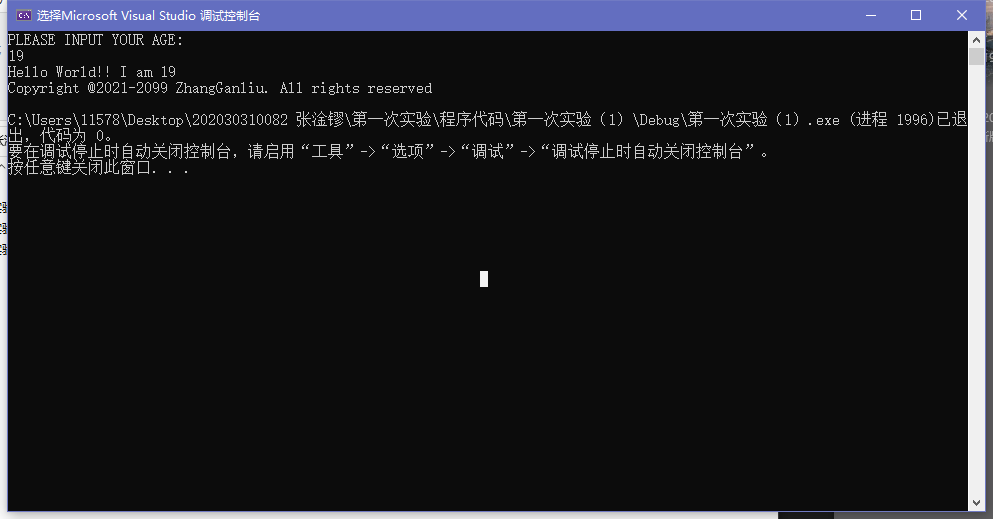 选择Microsoft Visual Studio 调试控制台
PLEASE INPUT YOUR AGE:
19
Hello World!! I am 19
Copyright @2021-2099 ZhangGanliu. All rights reserved
C:\Users\11578\Desktop\202030310082 张淦镠\第一次实验\程序代码\第一次实验（1）\Debug\第一次实验（1）.exe (进程 1996)已退
出，代码为 0。
要在调试停止时自动关闭控制台，请启用“工具”->“选项”->“调试”->“调试停止时自动关闭控制台”。
按任意键关闭此窗口. . .